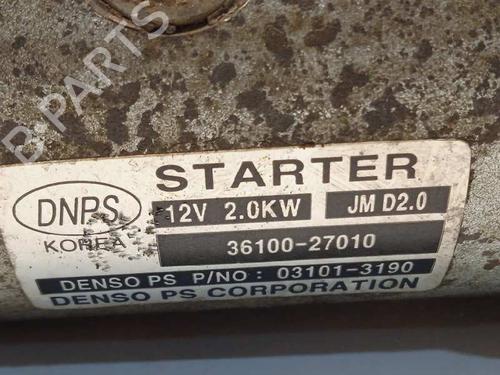 B PARTS
STARTER
DNPS
12V 2.0KW
JM D2.0
KOREA
36100-27010
DENSO PS P/NO : 03101-3190
DENSO PS CORPORATION